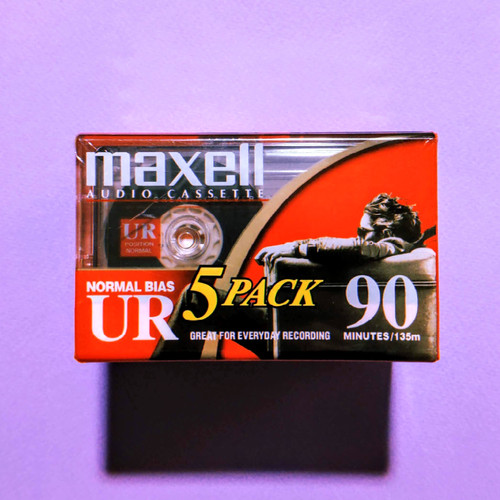 maxell
AUDIO CASSETTE
UR
POSITION
NORMAL
NORMAL BIAS
UR
5 PACK
GREAT FOR EVERYDAY RECORDING
90
MINUTES/135m